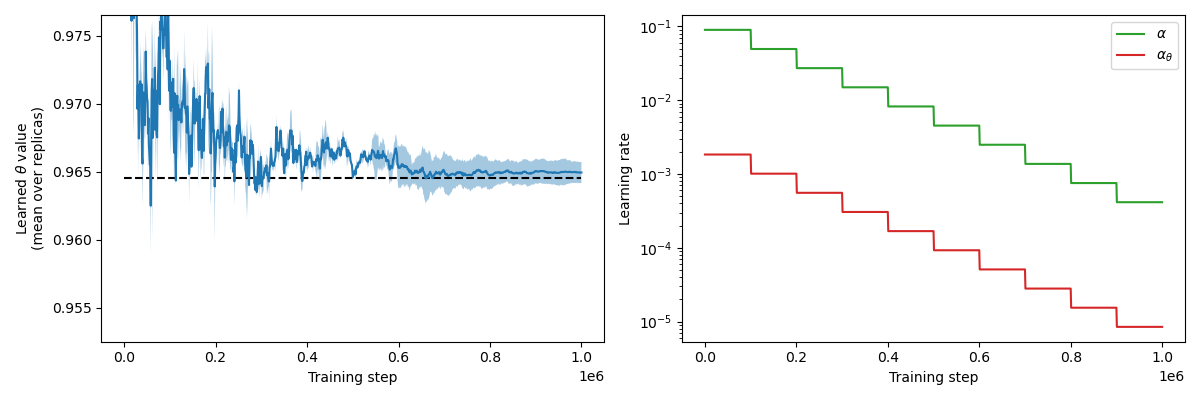 0.975
0.970
0.965
0.960
0.955
Learned θ value
(mean over replicas)
0.0 0.2 0.4 0.6 0.8 1.0
1e6
Training step
10⁻¹
10⁻²
10⁻³
10⁻⁴
10⁻⁵
Learning rate
α
α_θ
0.0 0.2 0.4 0.6 0.8 1.0
1e6
Training step